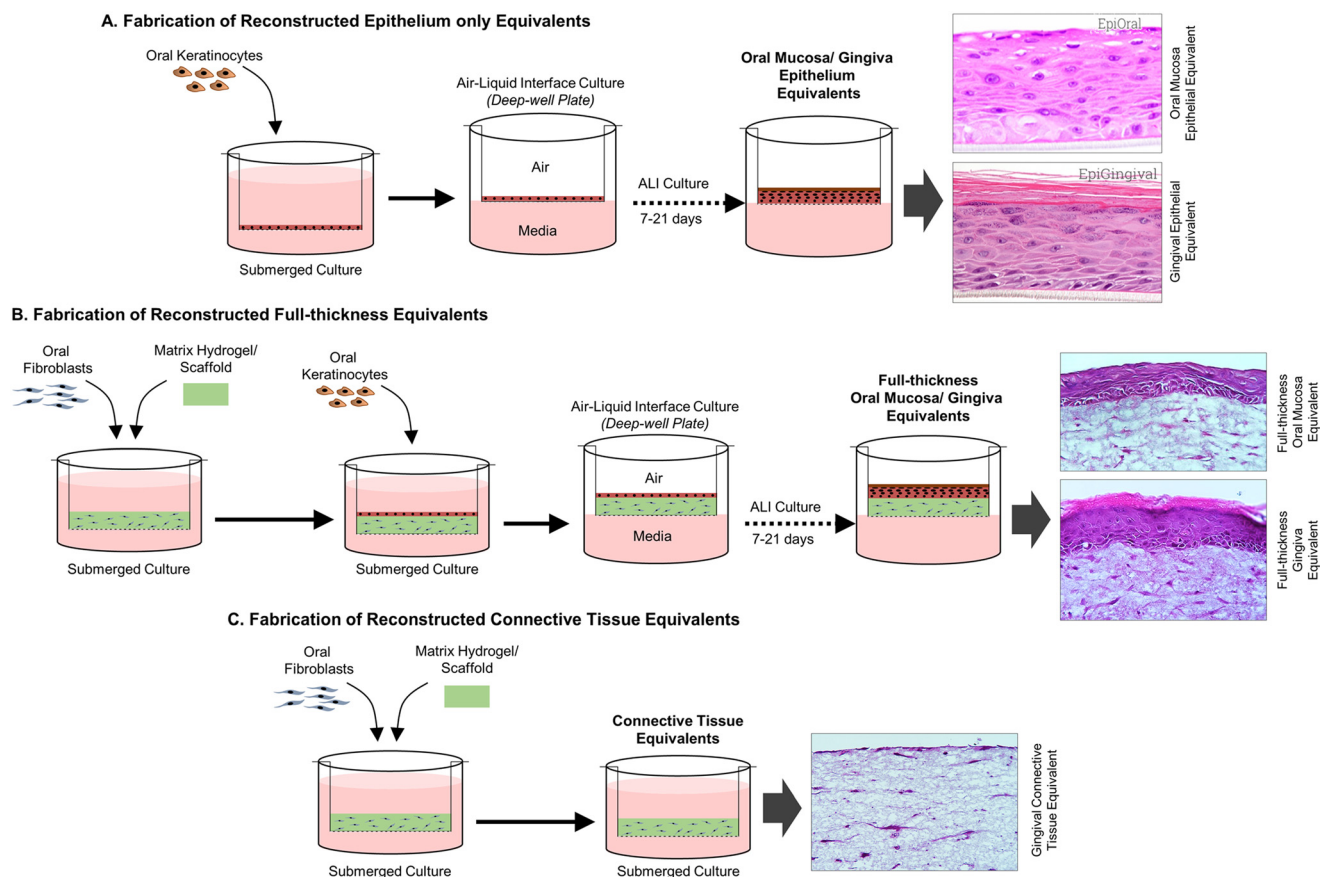 A. Fabrication of Reconstructed Epithelium only Equivalents
Oral Keratinocytes
Submerged Culture
Air-Liquid Interface Culture
(Deep-well Plate)
Air
Media
ALI Culture
7-21 days
Oral Mucosa/ Gingiva
Epithelium
Equivalents
EpiOral
Oral Mucosa
Epithelial Equivalent
EpiGingival
Gingival Epithelial
Equivalent
B. Fabrication of Reconstructed Full-thickness Equivalents
Oral
Fibroblasts
Matrix Hydrogel/
Scaffold
Submerged Culture
Oral
Keratinocytes
Submerged Culture
Air-Liquid Interface Culture
(Deep-well Plate)
Air
Media
ALI Culture
7-21 days
Full-thickness
Oral Mucosa/ Gingiva
Equivalents
Full-thickness
Oral Mucosa
Equivalent
Full-thickness
Gingiva
Equivalent
C. Fabrication of Reconstructed Connective Tissue Equivalents
Oral
Fibroblasts
Matrix Hydrogel/
Scaffold
Submerged Culture
Connective Tissue
Equivalents
Submerged Culture
Gingival Connective
Tissue Equivalent